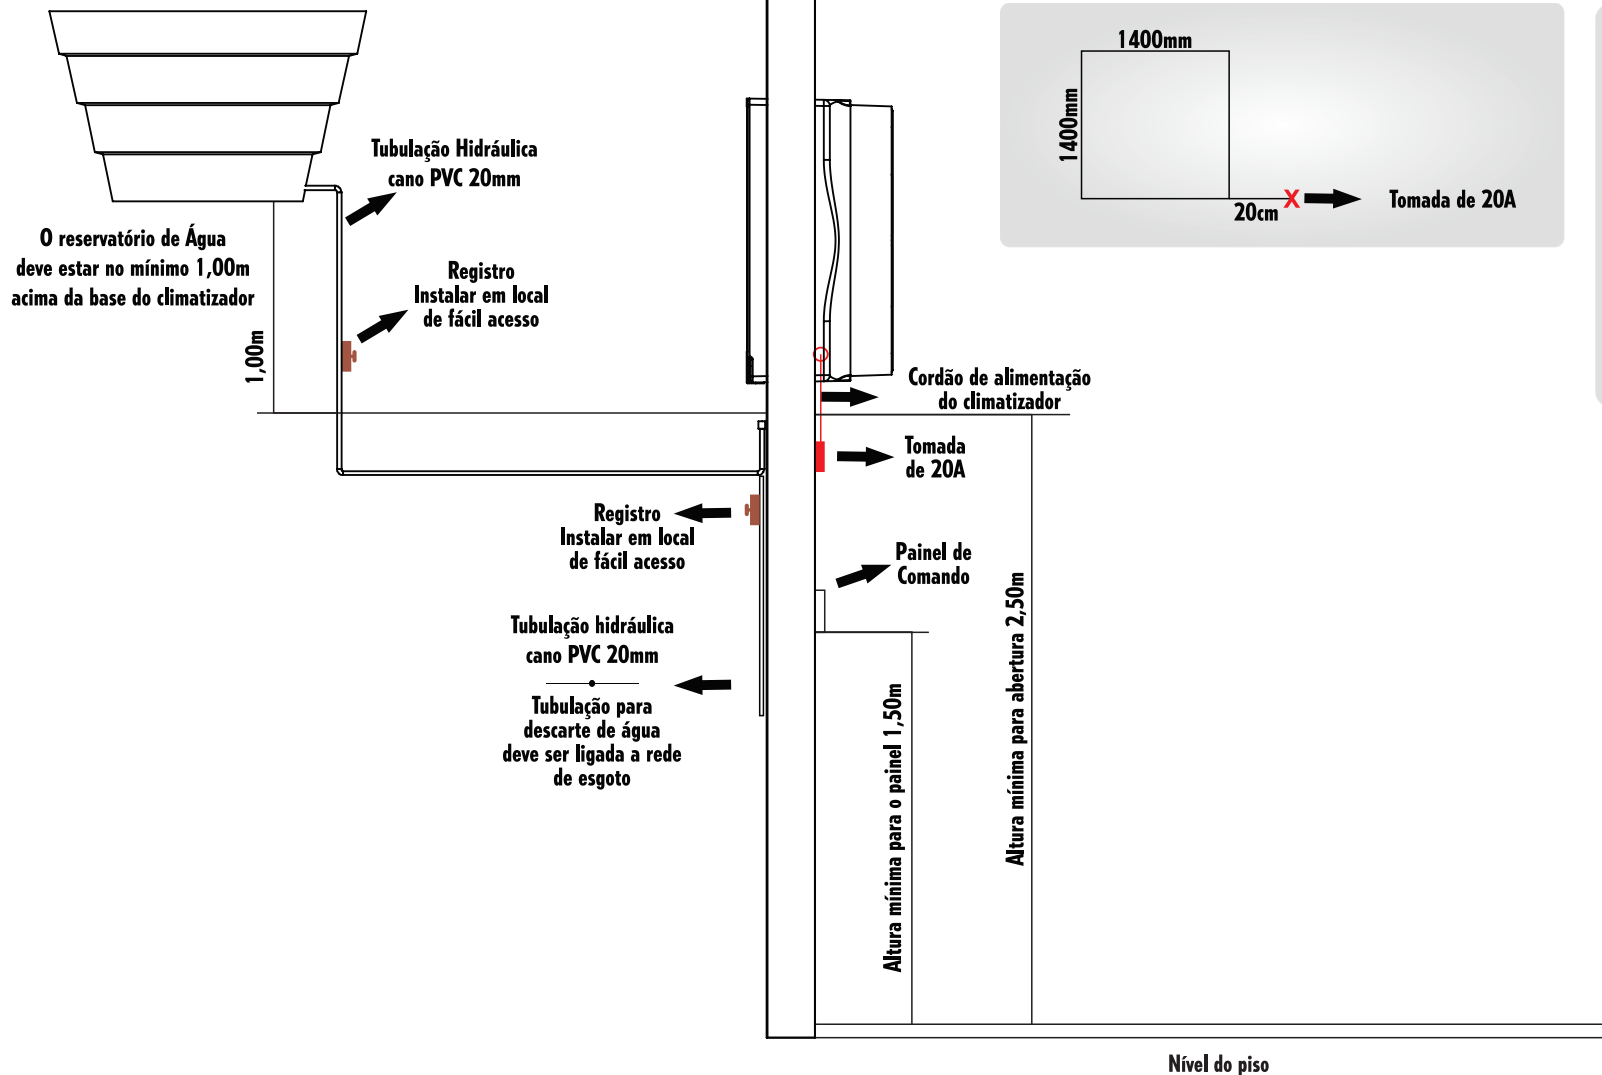 1400mm
1400mm
20cm
X
Tomada de 20A
Tubulação Hidráulica
cano PVC 20mm
O reservatório de Água
deve estar no mínimo 1,00m
acima da base do climatizador
Registro
Instalar em local
de fácil acesso
1,00m
Cordão de alimentação
do climatizador
Tomada
de 20A
Registro
Instalar em local
de fácil acesso
Painel de
Comando
Tubulação hidráulica
cano PVC 20mm
Tubulação para
descarte de água
deve ser ligada a rede
de esgoto
Altura mínima para o painel 1,50m
Altura mínima para abertura 2,50m
Nível do piso